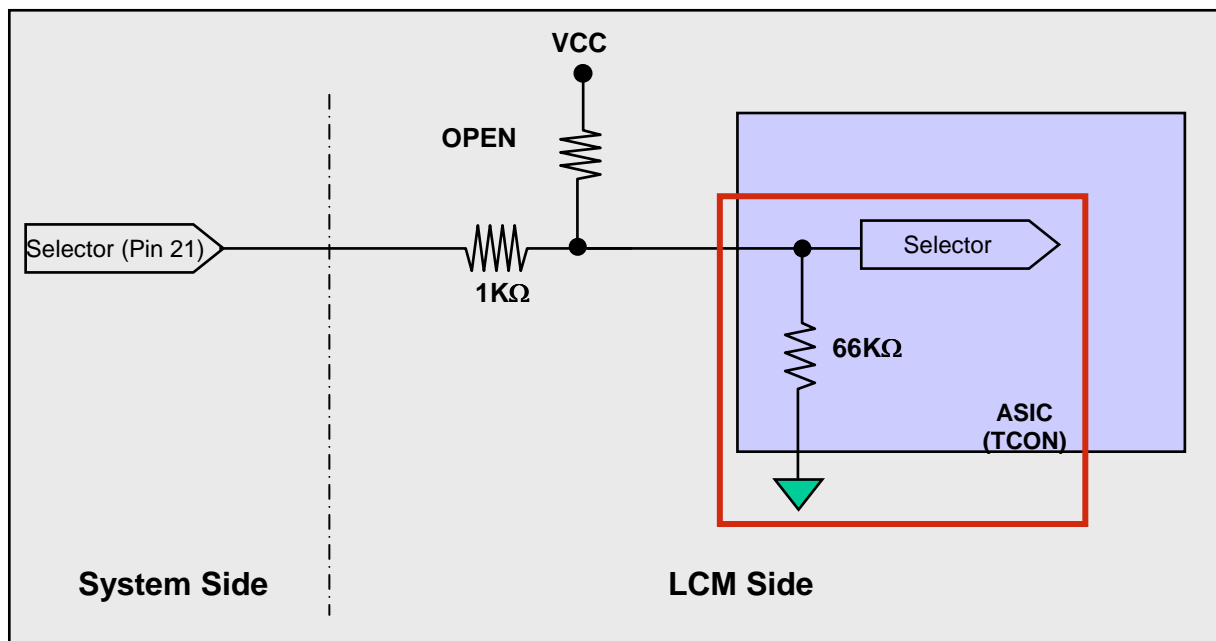 VCC
OPEN
Selector (Pin 21)
Selector
1KΩ
66KΩ
ASIC
(TCON)
System Side
LCM Side